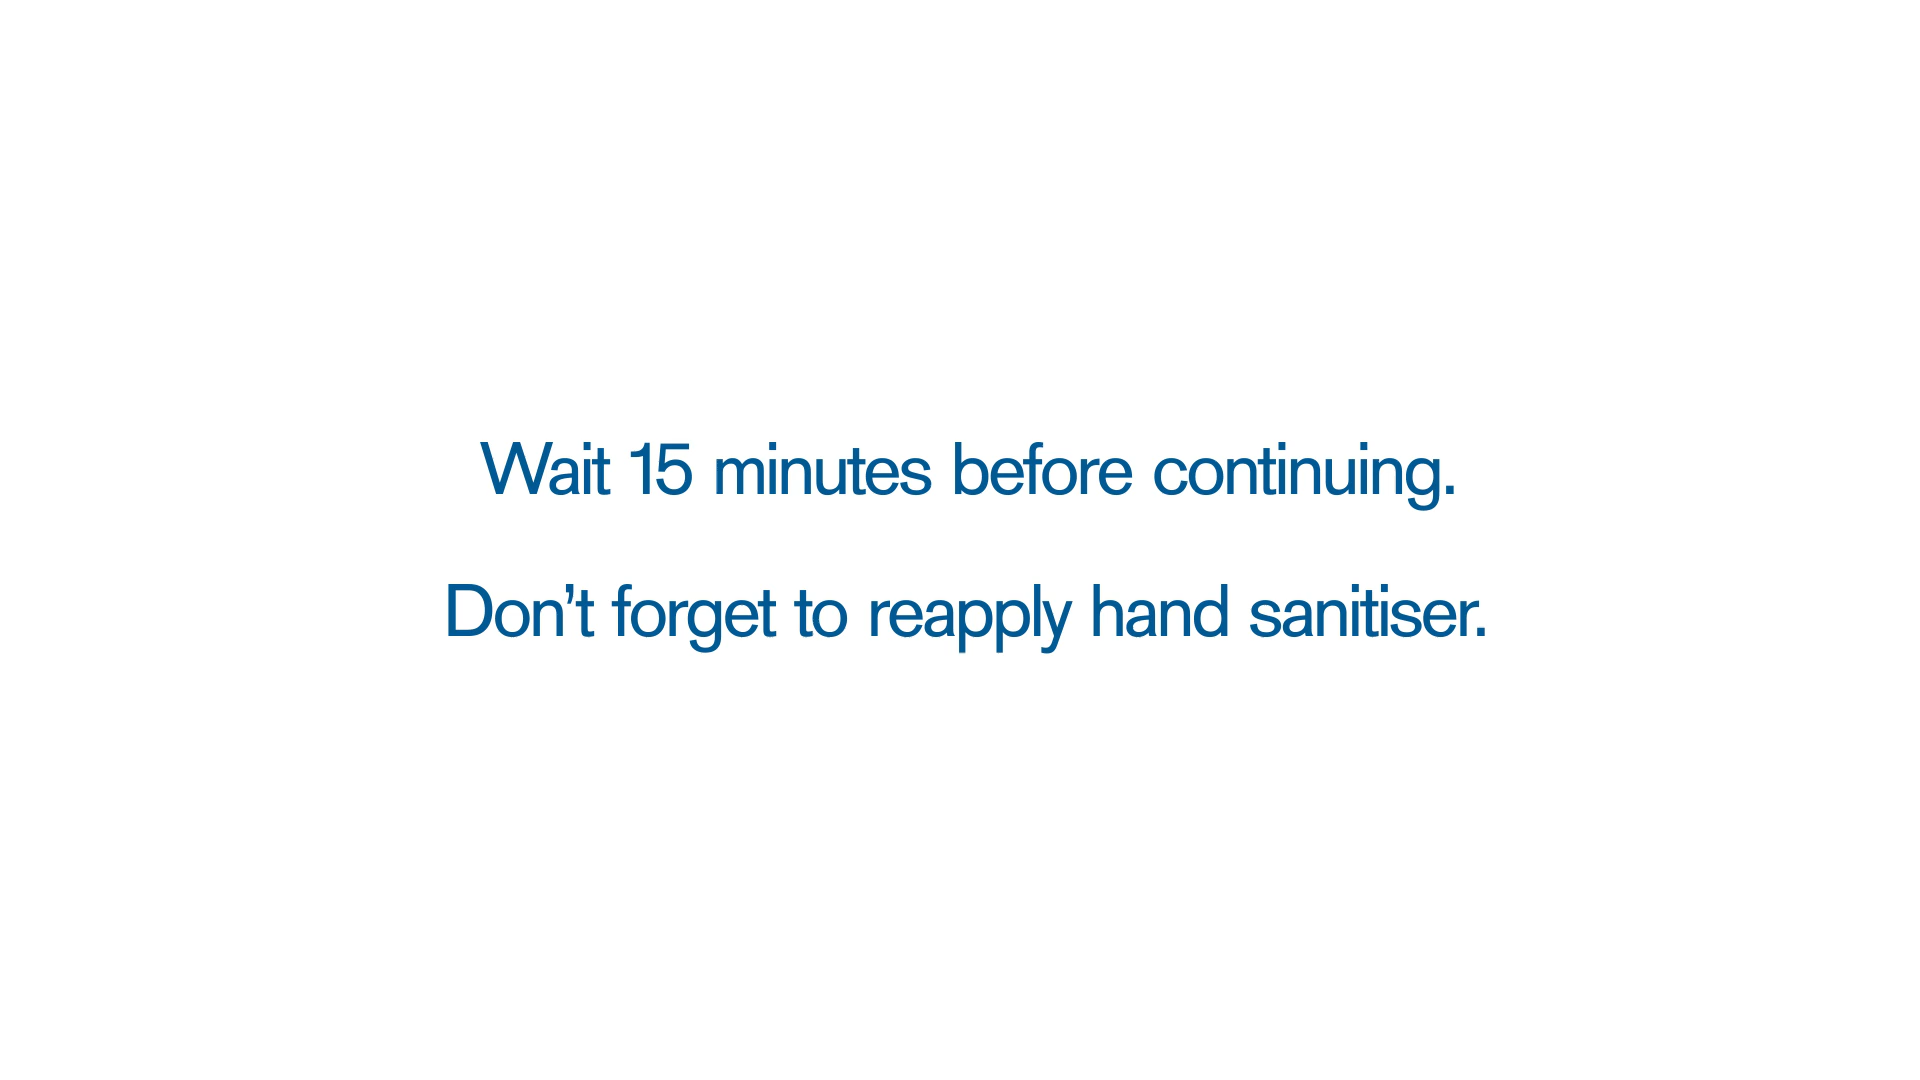 Wait 15 minutes before continuing.
Don’t forget to reapply hand sanitiser.